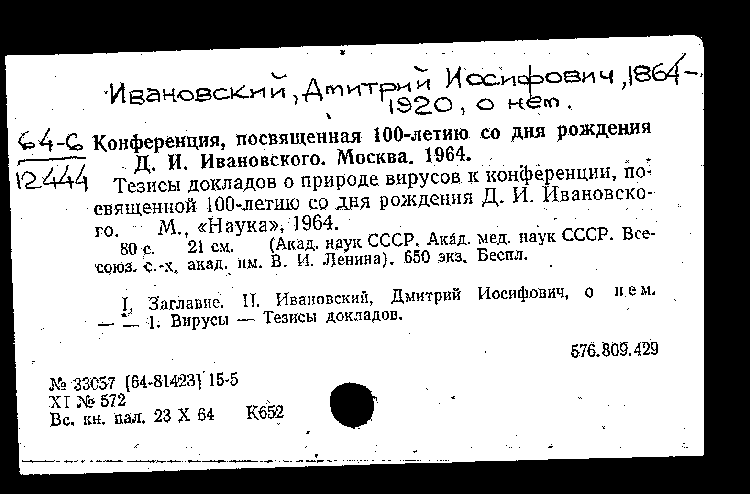 Ивановский, Дмитрий Иосифович, 1864-
1920, о нем.
64-6
12444
Конференция, посвященная 100-летию со дня рождения
Д. И. Ивановского. Москва. 1964.
Тезисы докладов о природе вирусов к конференции, по-
священной 100-летию со дня рождения Д. И. Ивановско-
го. М., «Наука», 1964.
80 с. 21 см. (Акад. наук СССР. Акад. мед. наук СССР. Все-
союз. с.-х. акад. им. В. И. Ленина). 650 экз. Беспл.
I. Заглавие. II. Ивановский, Дмитрий Иосифович, о нем.
— — 1. Вирусы — Тезисы докладов.
576.809.429
№ 33057 [64-81423] 15-5
XI № 572
Вс. кн. пал. 23 X 64 К652